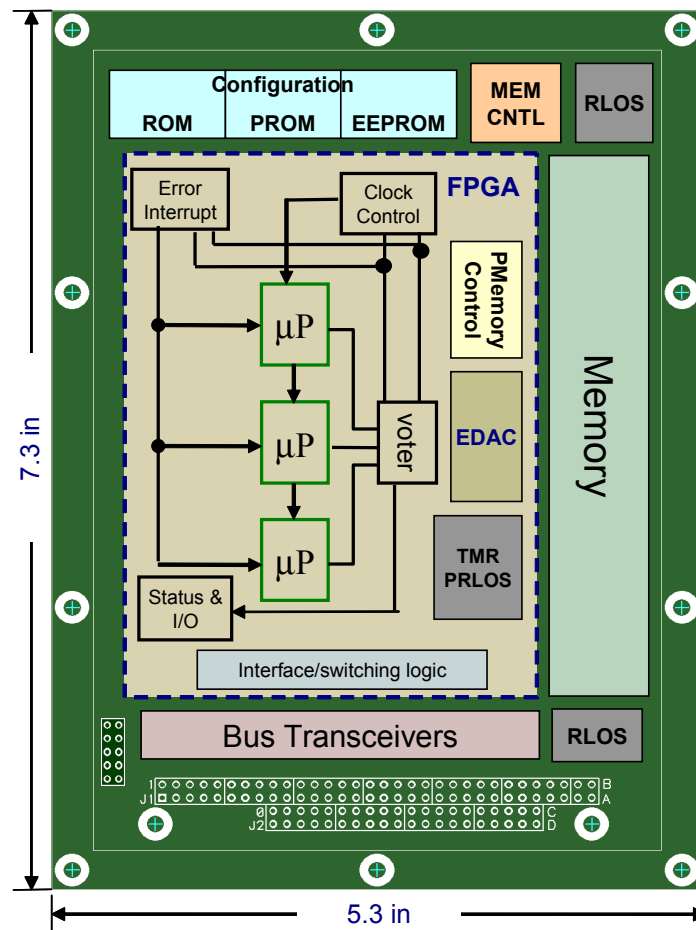 Configuration
ROM
PROM
EEPROM
MEM
CNTL
RLOS
Error
Interrupt
Clock
Control
FPGA
PMemory
Control
μP
μP
μP
voter
EDAC
TMR
PRLOS
Status &
I/O
Interface/switching logic
Memory
Bus Transceivers
RLOS
1
B
J1
A
0
C
J2
D
7.3 in
5.3 in